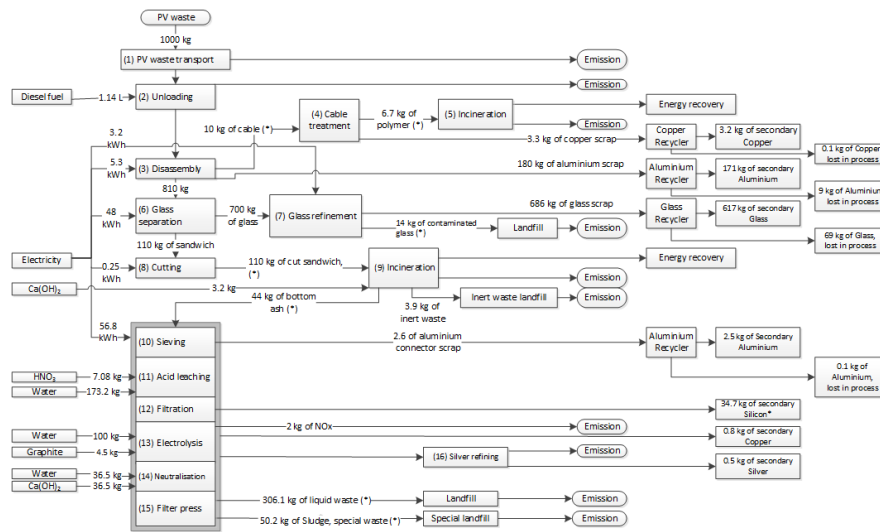 PV waste
1000 kg
(1) PV waste transport
Emission
Diesel fuel
1.14 L
(2) Unloading
Emission
(4) Cable
treatment
6.7 kg of
polymer (*)
(5) Incineration
Energy recovery
Emission
3.2
kWh
10 kg of cable (*)
3.3 kg of copper scrap
Copper
Recycler
3.2 kg of secondary
Copper
0.1 kg of Copper
lost in process
5.3
kWh
(3) Disassembly
180 kg of aluminium scrap
Aluminium
Recycler
171 kg of secondary
Aluminium
9 kg of Aluminium,
lost in process
810 kg
48
kWh
(6) Glass
separation
700 kg
of glass
(7) Glass refinement
686 kg of glass scrap
Glass
Recycler
617 kg of secondary
Glass
69 kg of Glass,
lost in process
14 kg of contaminated
glass (*)
Landfill
Emission
110 kg of sandwich
Electricity
0.25
kWh
(8) Cutting
110 kg of cut sandwich,
(*)
(9) Incineration
Energy recovery
Emission
Ca(OH)2
3.2 kg
44 kg of bottom
ash (*)
3.9 kg of
inert waste
Inert waste landfill
Emission
56.8
kWh
(10) Sieving
2.6 of aluminium
connector scrap
Aluminium
Recycler
2.5 kg of Secondary
Aluminium
0.1 kg of
Aluminium,
lost in process
HNO3
7.08 kg
(11) Acid leaching
Water
173.2 kg
(12) Filtration
34.7 kg of secondary
Silicon*
2 kg of NOx
Emission
Water
100 kg
(13) Electrolysis
0.8 kg of secondary
Copper
Graphite
4.5 kg
(16) Silver refining
Emission
0.5 kg of secondary
Silver
Water
36.5 kg
(14) Neutralisation
Ca(OH)2
36.5 kg
(15) Filter press
306.1 kg of liquid waste (*)
Landfill
Emission
50.2 kg of Sludge, special waste (*)
Special landfill
Emission